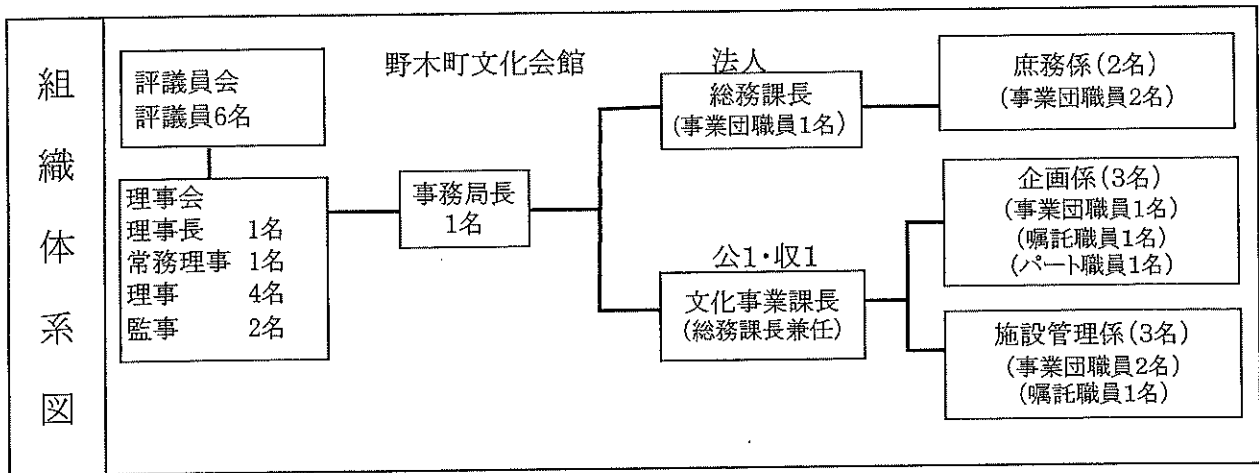 組織体系図
野木町文化会館
評議員会
評議員6名
理事会
理事長 1名
常務理事 1名
理事 4名
監事 2名
事務局長
1名
法人
総務課長
(事業団職員1名)
庶務係(2名)
(事業団職員2名)
公1・収1
文化事業課長
(総務課長兼任)
企画係(3名)
(事業団職員1名)
(嘱託職員1名)
(パート職員1名)
施設管理係(3名)
(事業団職員2名)
(嘱託職員1名)